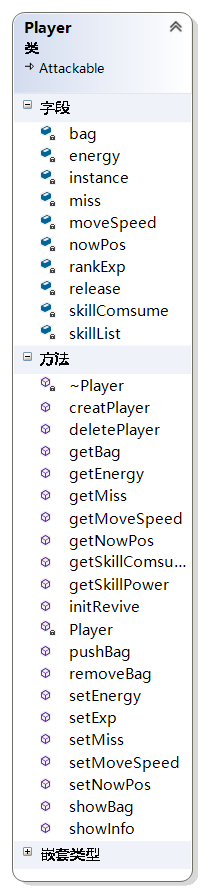 Player
类
Attackable
字段
bag
energy
instance
miss
moveSpeed
nowPos
rankExp
release
skillComsume
skillList
方法
~Player
creatPlayer
deletePlayer
getBag
getEnergy
getMiss
getMoveSpeed
getNowPos
getSkillComsu...
getSkillPower
initRevive
Player
pushBag
removeBag
setEnergy
setExp
setMiss
setMoveSpeed
setNowPos
showBag
showInfo
嵌套类型